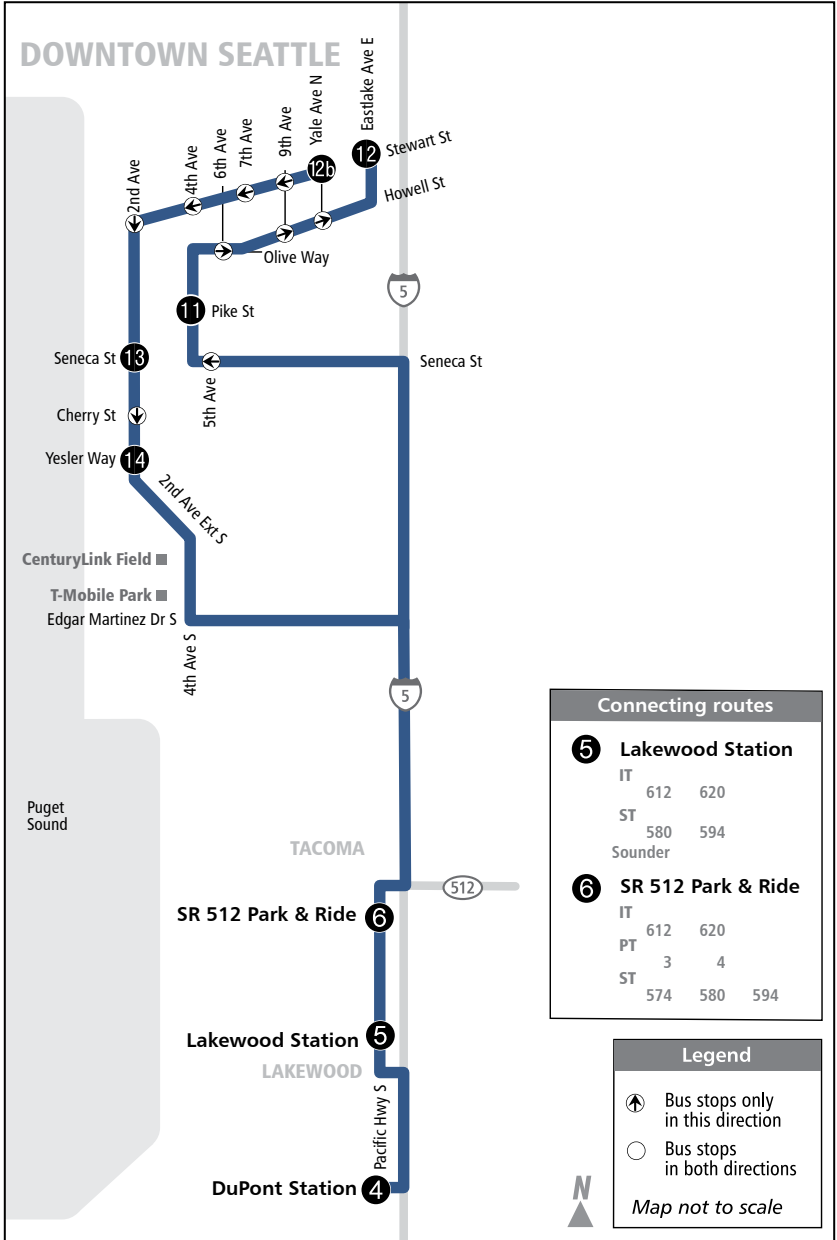 DOWNTOWN SEATTLE
2nd Ave
4th Ave
6th Ave
7th Ave
9th Ave
Yale Ave N
Eastlake Ave E
12b
12
Stewart St
Howell St
Olive Way
5
11
Pike St
Seneca St
13
Seneca St
5th Ave
Cherry St
Yesler Way
14
2nd Ave Ext S
CenturyLink Field
T-Mobile Park
Edgar Martinez Dr S
4th Ave S
5
Puget
Sound
TACOMA
512
SR 512 Park & Ride
6
Lakewood Station
5
LAKEWOOD
Pacific Hwy S
DuPont Station
4
Connecting routes
5 Lakewood Station
IT
612 620
ST
580 594
Sounder
6 SR 512 Park & Ride
IT
612 620
PT
3 4
ST
574 580 594
Legend
Bus stops only
in this direction
Bus stops
in both directions
Map not to scale
N